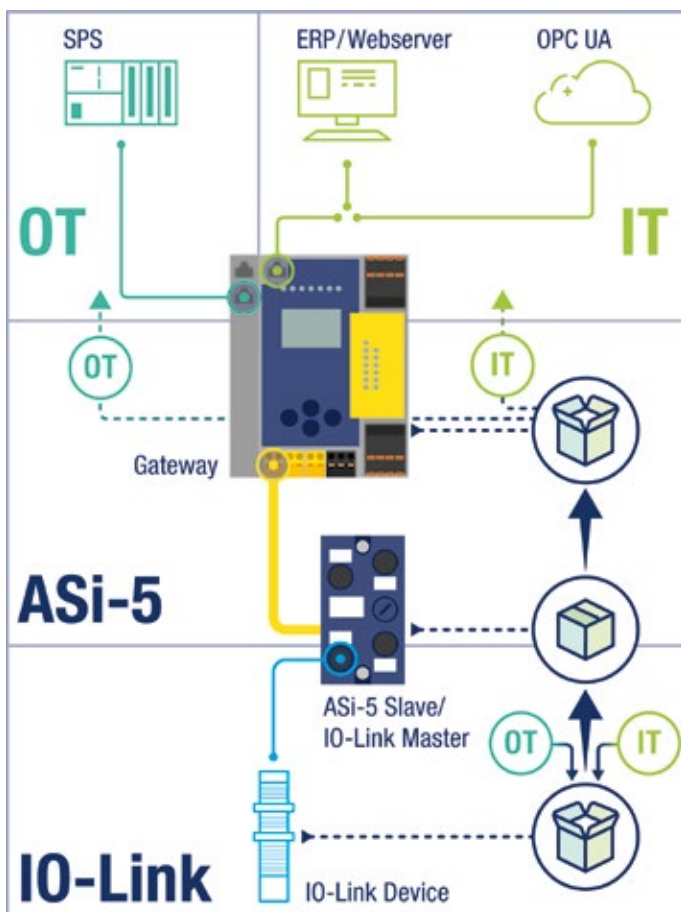 SPS
ERP/Webserver
OPC UA
OT
IT
OT
IT
Gateway
ASi-5
ASi-5 Slave/
IO-Link Master
OT
IT
IO-Link
IO-Link Device